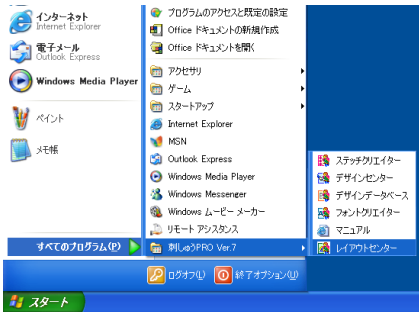 インターネット
Internet Explorer
電子メール
Outlook Express
Windows Media Player
ペイント
メモ帳
すべてのプログラム(P)
プログラムのアクセスと既定の設定
Office ドキュメントの新規作成
Office ドキュメントを開く
アクセサリ
ゲーム
スタートアップ
Internet Explorer
MSN
Outlook Express
Windows Media Player
Windows Messenger
Windows ムービー メーカー
リモート アシスタンス
刺しゅうPRO Ver.7
ステッチクリエイター
デザインセンター
デザインデータベース
フォントクリエイター
マニュアル
レイアウトセンター
ログオフ(L)
終了オプション(U)
スタート